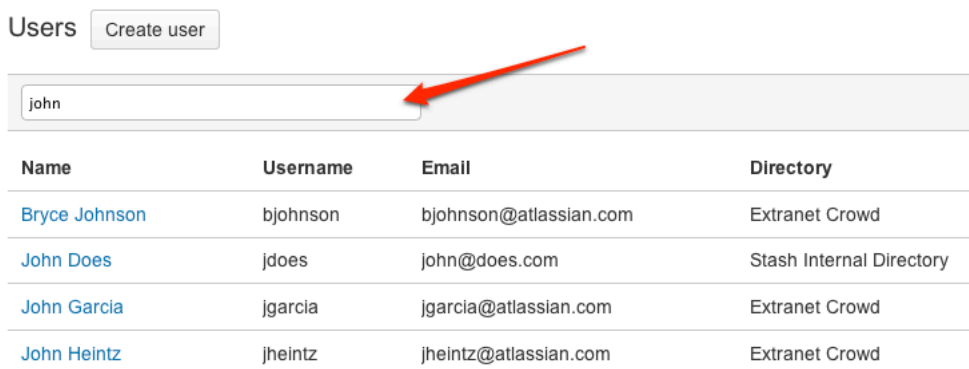 Users Create user
john
Name Username Email Directory
Bryce Johnson bjohnson bjohnson@atlassian.com Extranet Crowd
John Does jdoes john@does.com Stash Internal Directory
John Garcia jgarcia jgarcia@atlassian.com Extranet Crowd
John Heintz jheintz jheintz@atlassian.com Extranet Crowd